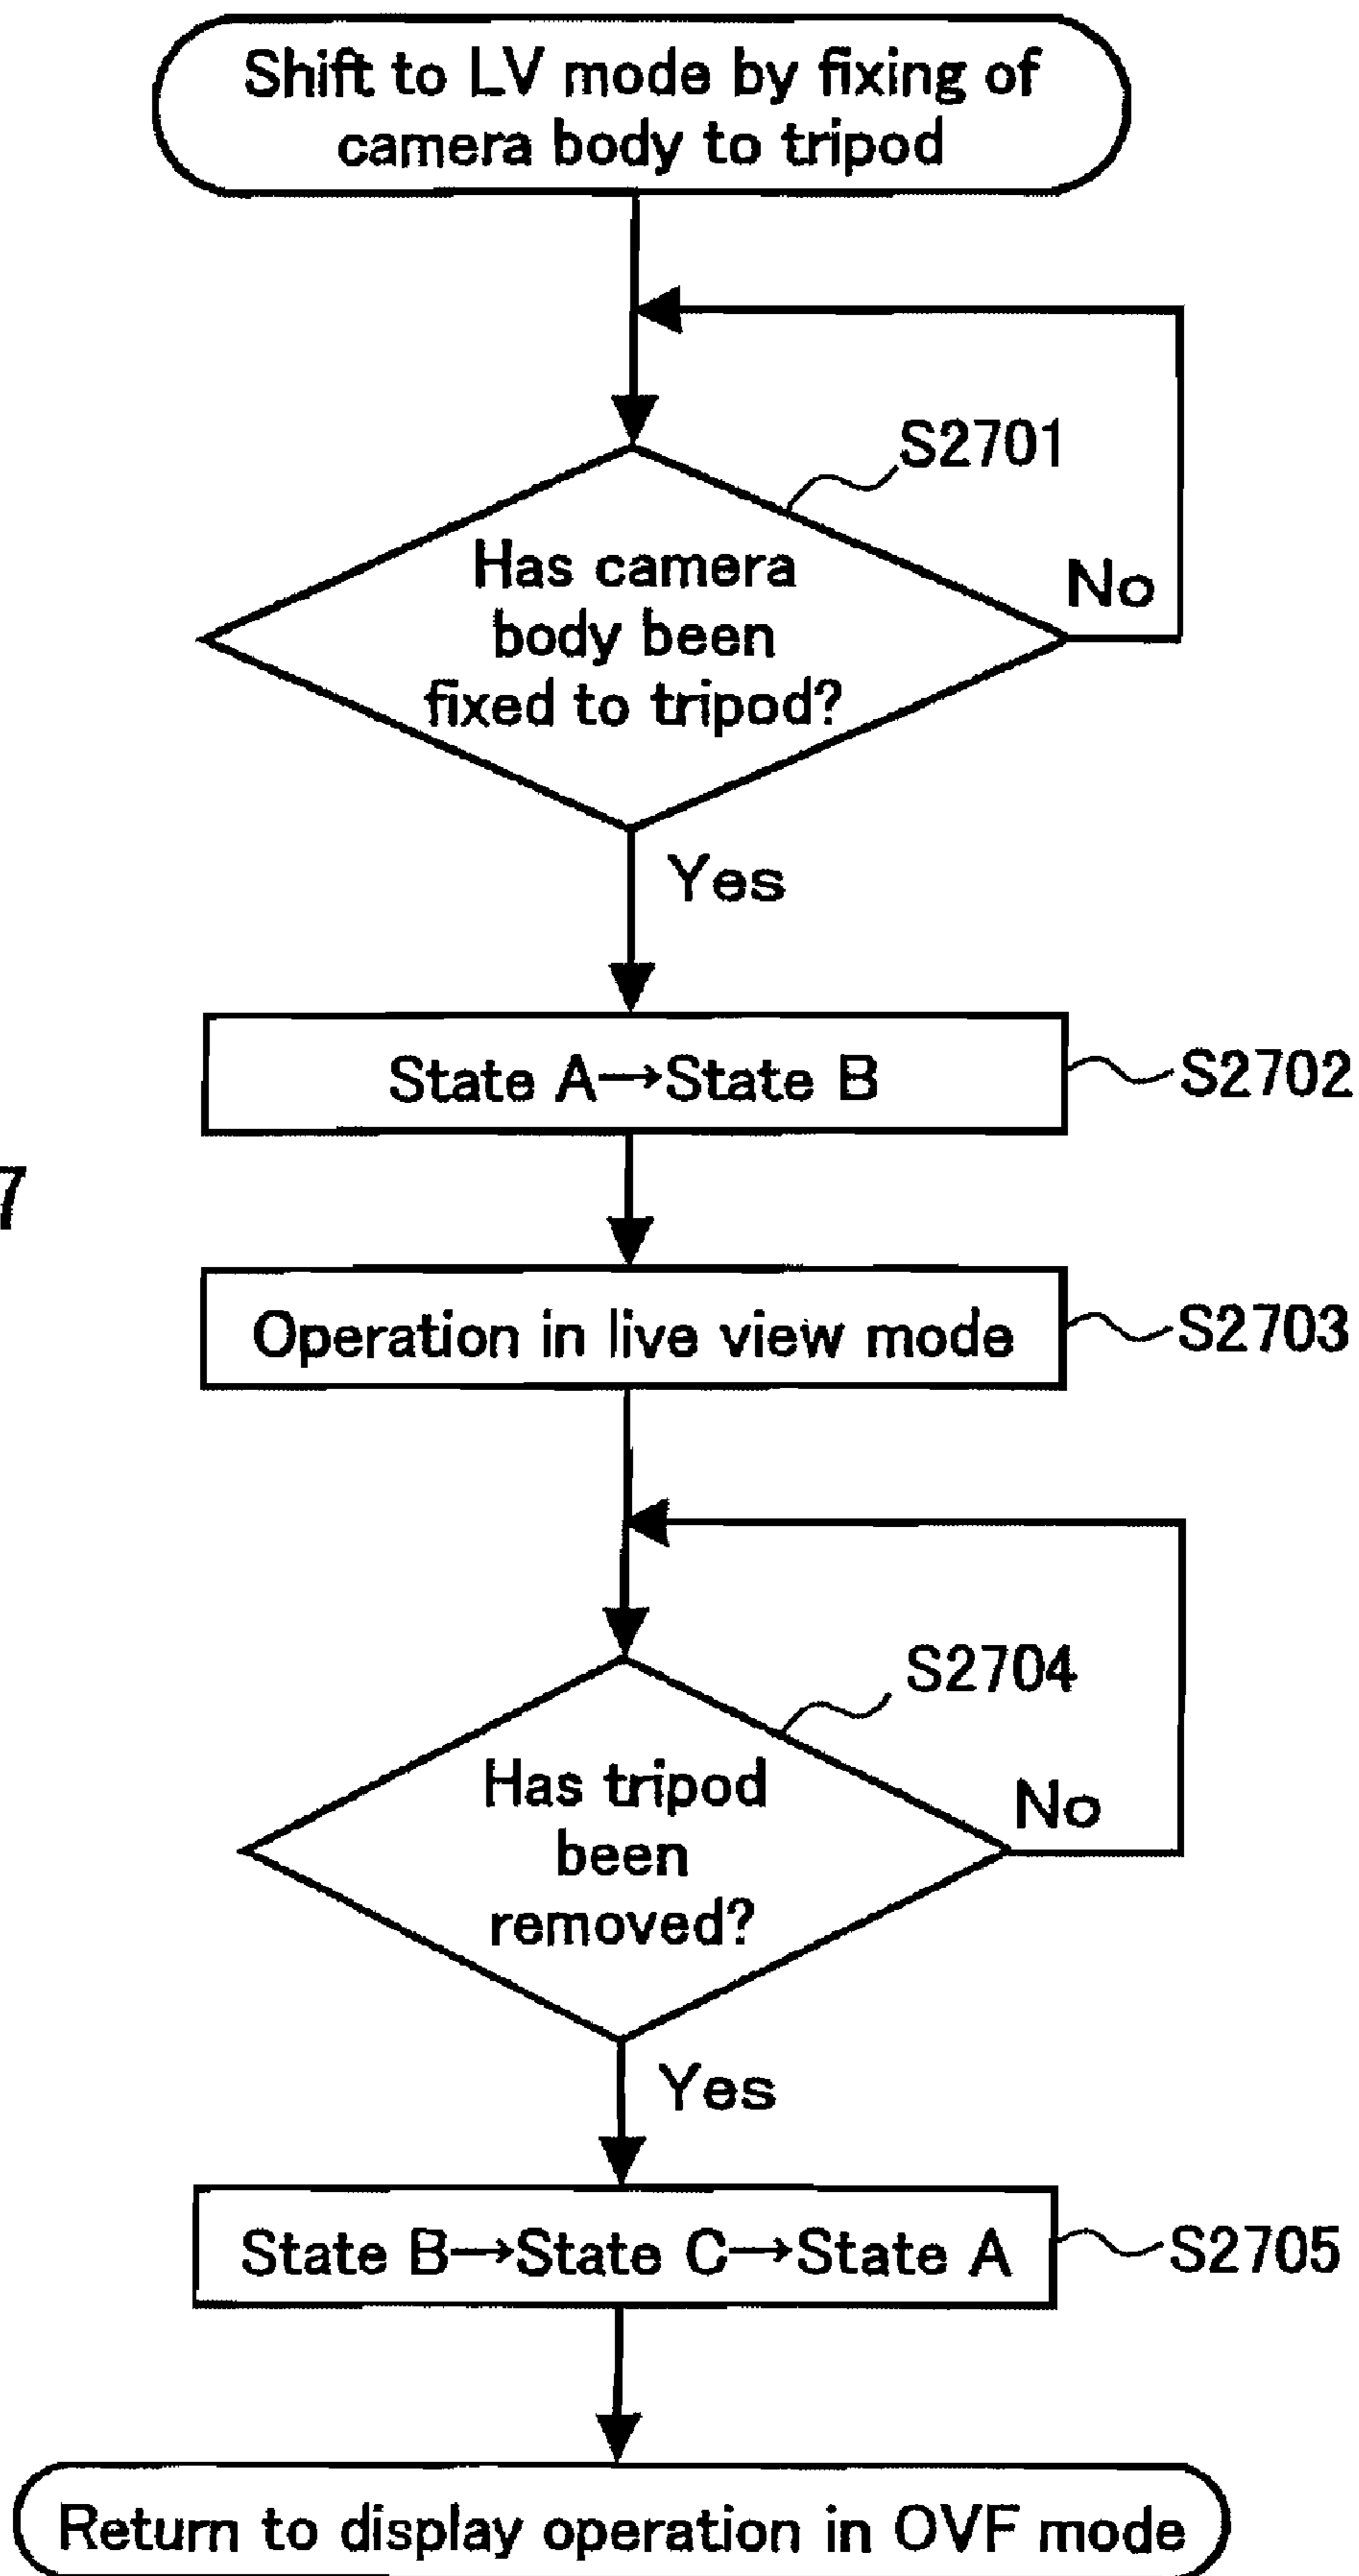 Shift to LV mode by fixing of
camera body to tripod
S2701
Has camera
body been
fixed to tripod?
No
Yes
State A→State B
S2702
7
Operation in live view mode
S2703
S2704
Has tripod
been
removed?
No
Yes
State B→State C→State A
S2705
Return to display operation in OVF mode